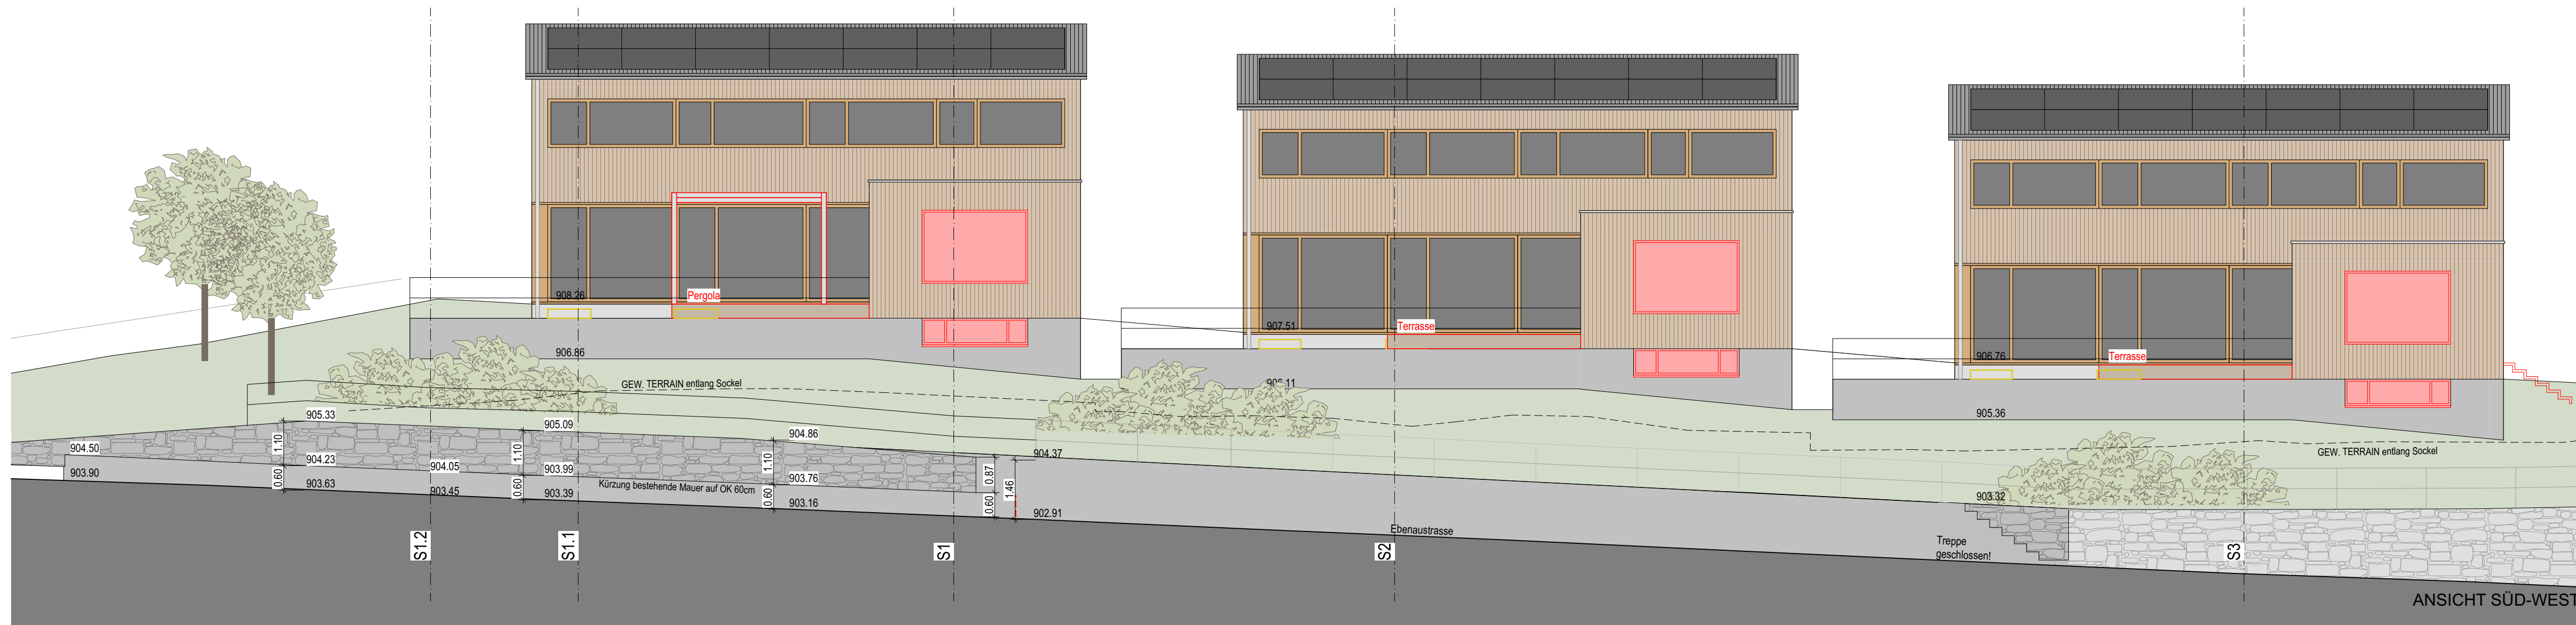 908.26
Pergola
907.51
Terrasse
906.86
906.76
Terrasse
GEW. TERRAIN entlang Sockel
905.36
905.33
905.09
904.86
904.50
1.10
904.23
904.05
1.10
903.99
1.10
903.76
904.37
GEW. TERRAIN entlang Sockel
903.90
0.60
903.63
903.45
0.60
903.39
Kürzung bestehende Mauer auf OK 60cm
0.60
903.16
0.87
0.60
1.46
902.91
903.32
Ebenaustrasse
Treppe
geschlossen!
S1.2
S1.1
S1
S2
S3
ANSICHT SÜD-WEST